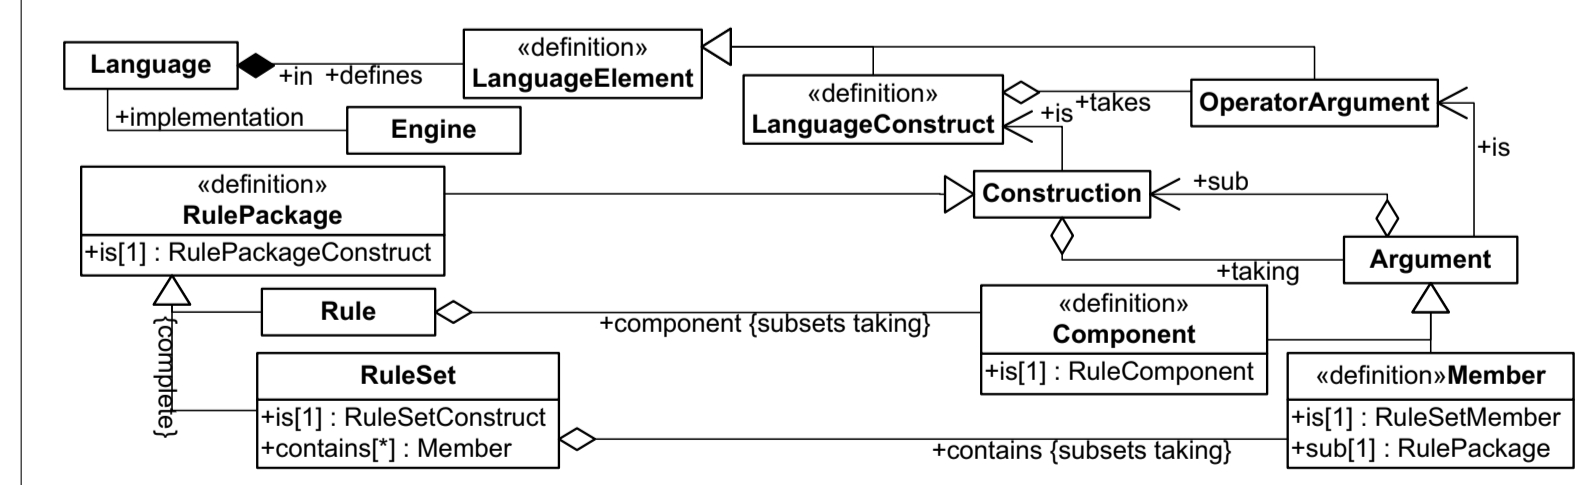 Language
+in +defines
«definition»
LanguageElement
+implementation
Engine
«definition»
LanguageConstruct
+takes
OperatorArgument
+is
+is
«definition»
RulePackage
+is[1] : RulePackageConstruct
Construction
+sub
+taking
Argument
{complete}
Rule
+component {subsets taking}
«definition»
Component
+is[1] : RuleComponent
RuleSet
+is[1] : RuleSetConstruct
+contains[*] : Member
+contains {subsets taking}
«definition»Member
+is[1] : RuleSetMember
+sub[1] : RulePackage